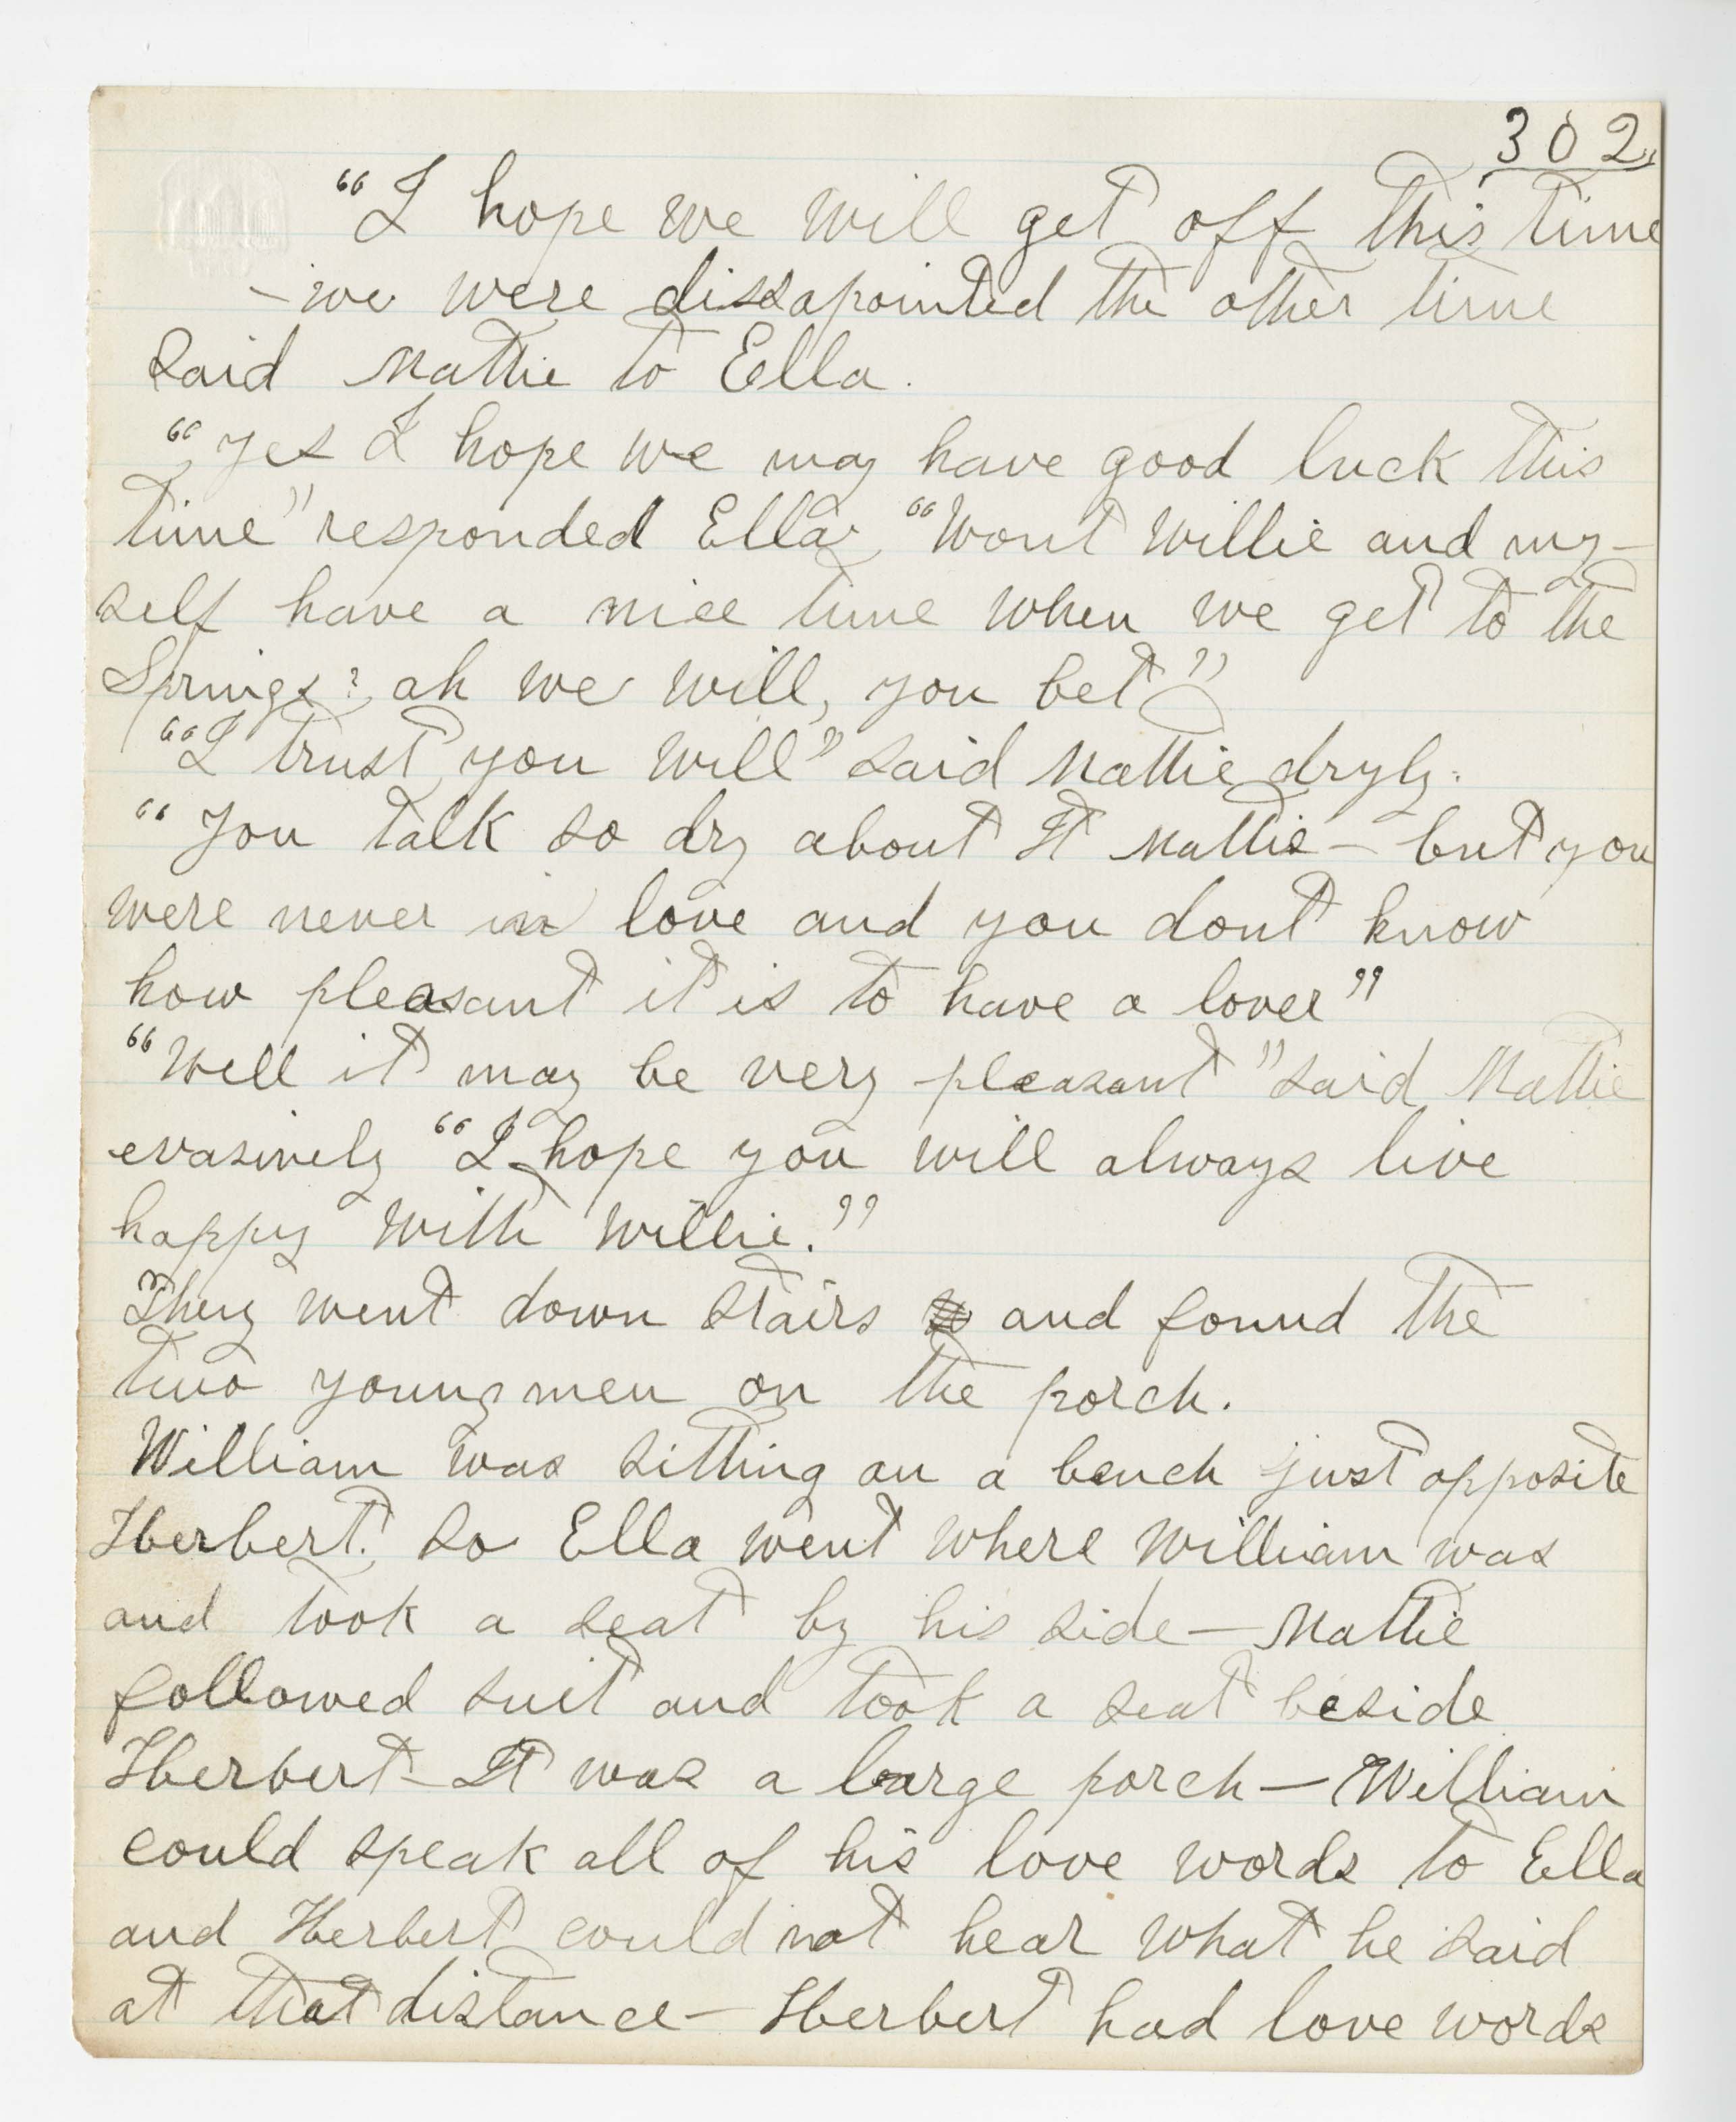 302
"I hope we will get off this time
- we were dissapointed the other time
said Mattie to Ella.
"Yes I hope we may have good luck this
time" responded Ella "Wont Willie and my-
self have a nice time when we get to the
Springs? ah we will, you bet"
"I trust you will" said Mattie dryly.
"You talk so dry about It Mattie - but you
were never in love and you dont know
how pleasant it is to have a lover"
"Well it may be very pleasant" said Mattie
evasively "I hope you will always live
happy with Willie."
They went down stairs and found the
two young men on the porch.
William was sitting on a bench just opposite
Herbert. So Ella went where William was
and took a seat by his side - Mattie
followed suit and took a seat beside
Herbert - It was a large porch - William
could speak all of his love words to Ella
and Herbert could not hear what he said
at that distance - Herbert had love words